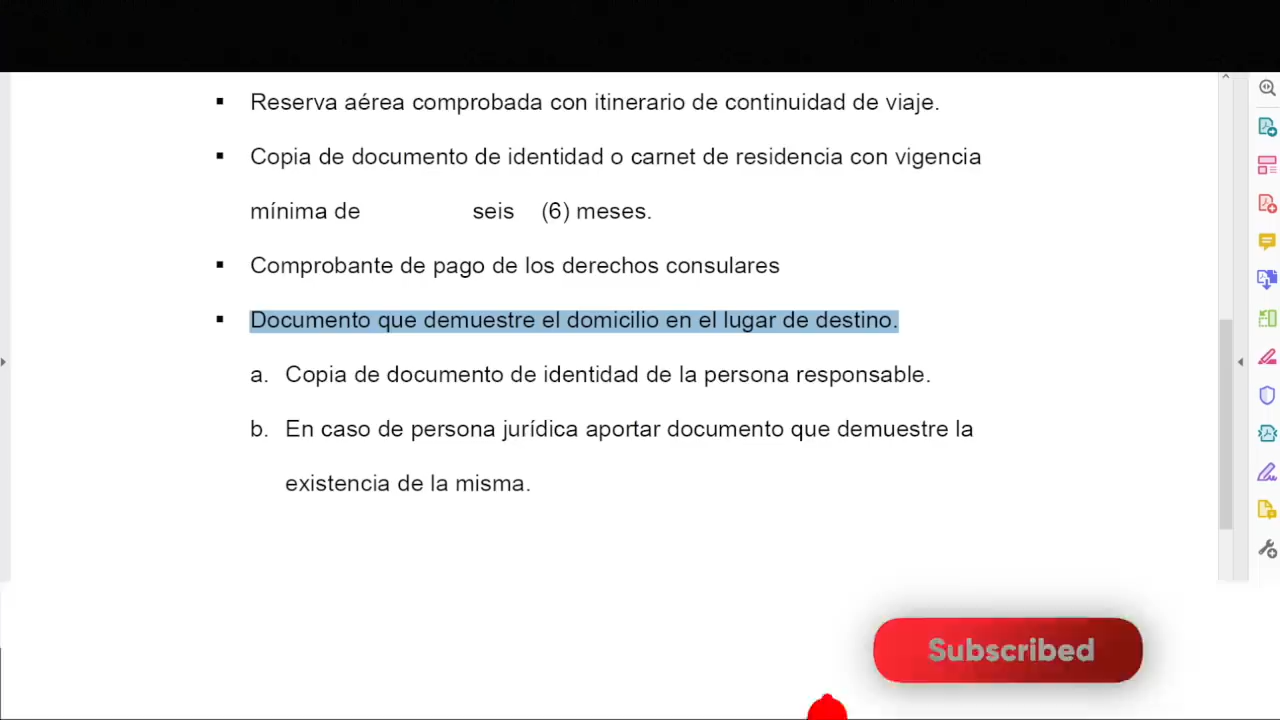 ▪ Reserva aérea comprobada con itinerario de continuidad de viaje.
▪ Copia de documento de identidad o carnet de residencia con vigencia
mínima de seis (6) meses.
▪ Comprobante de pago de los derechos consulares
▪ Documento que demuestre el domicilio en el lugar de destino.
a. Copia de documento de identidad de la persona responsable.
b. En caso de persona jurídica aportar documento que demuestre la
existencia de la misma.
Subscribed